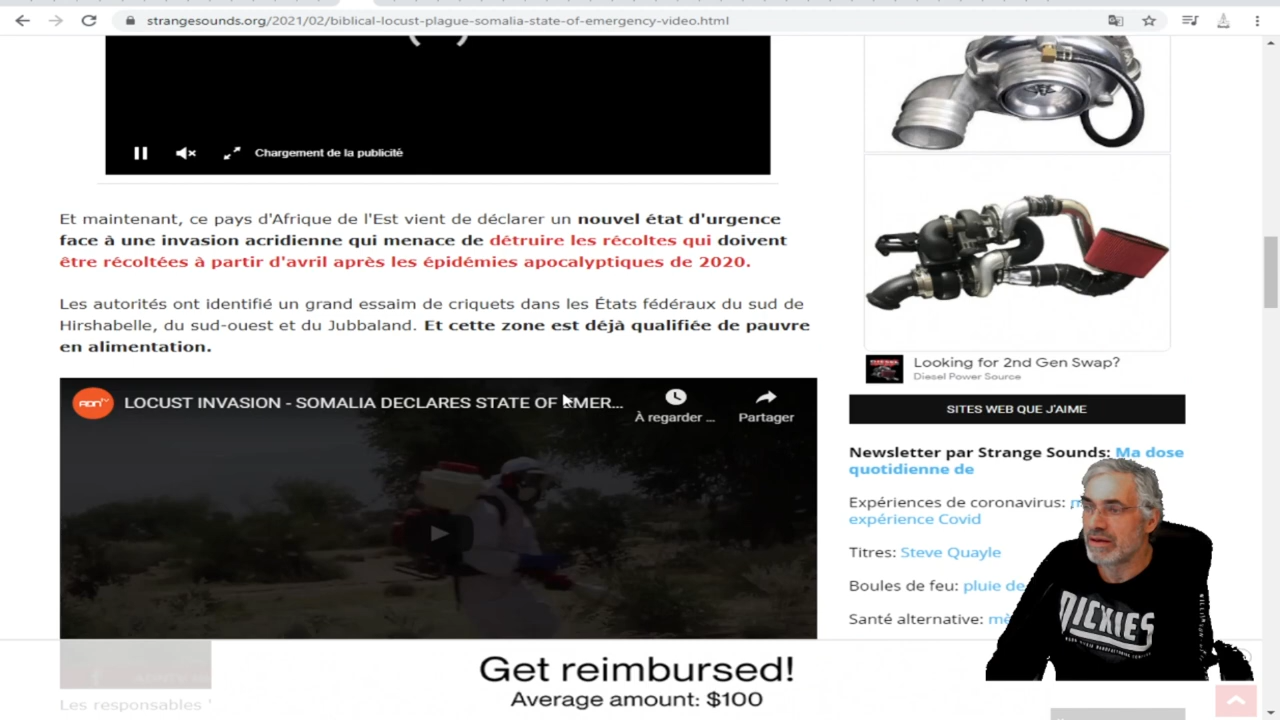 strangesounds.org/2021/02/biblical-locust-plague-somalia-state-of-emergency-video.html
Chargement de la publicité
Et maintenant, ce pays d'Afrique de l'Est vient de déclarer un nouvel état d'urgence
face à une invasion acridienne qui menace de détruire les récoltes qui doivent
être récoltées à partir d'avril après les épidémies apocalyptiques de 2020.
Les autorités ont identifié un grand essaim de criquets dans les États fédéraux du sud de
Hirshabelle, du sud-ouest et du Jubbaland. Et cette zone est déjà qualifiée de pauvre
en alimentation.
LOCUST INVASION - SOMALIA DECLARES STATE OF EMER...
À regarder ...
Partager
Les responsables
Looking for 2nd Gen Swap?
Diesel Power Source
SITES WEB QUE J'AIME
Newsletter par Strange Sounds: Ma dose
quotidienne de
Expériences de coronavirus:
expérience Covid
Titres: Steve Quayle
Boules de feu: pluie de
Santé alternative:
DICKIES
Get reimbursed!
Average amount: $100